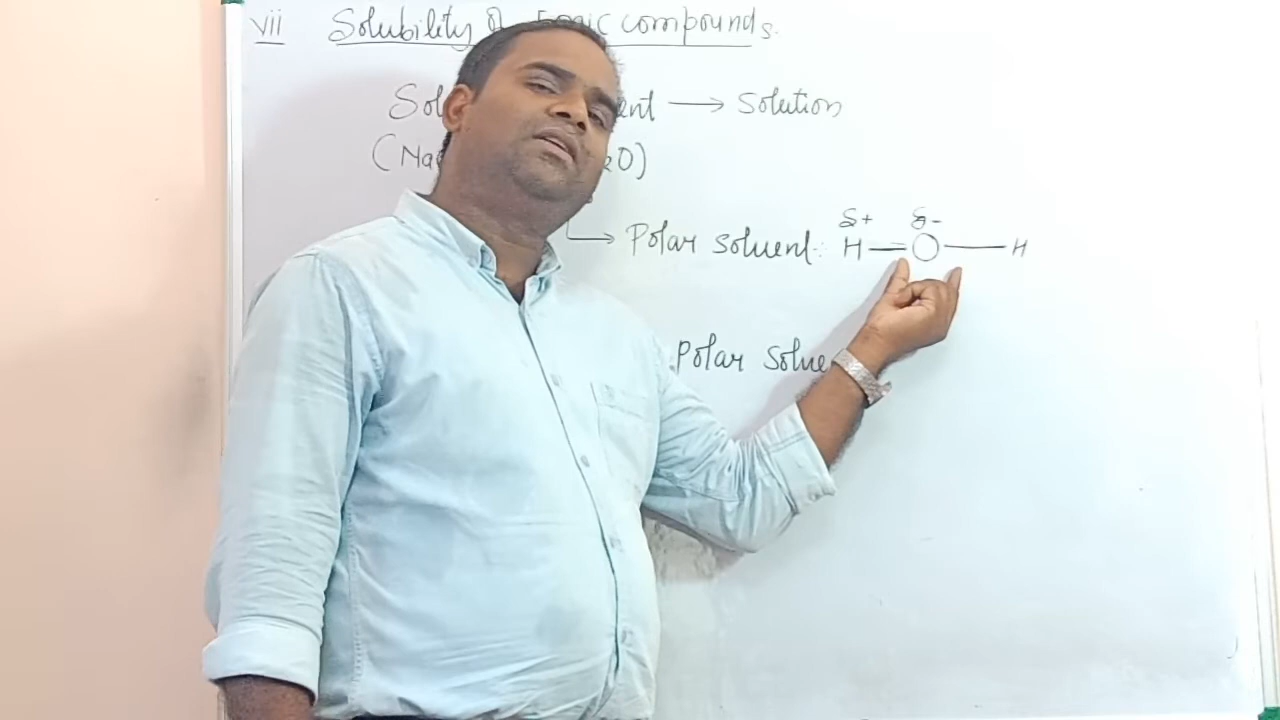 vii Solubility of Ionic compounds.
Sol ent → Solution
(Na 2O)
→ Polar solvent:
δ+ δ-
H — O — H
Polar solve